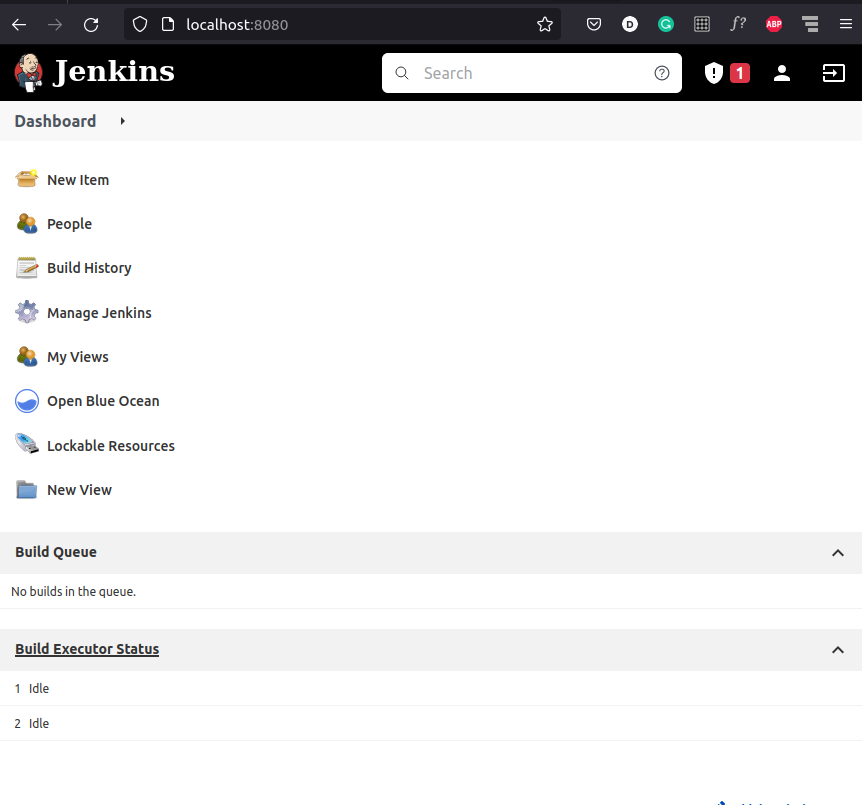 localhost:8080
D
G
f?
ABP
Jenkins
Search
?
! 1
Dashboard
New Item
People
Build History
Manage Jenkins
My Views
Open Blue Ocean
Lockable Resources
New View
Build Queue
No builds in the queue.
Build Executor Status
1 Idle
2 Idle